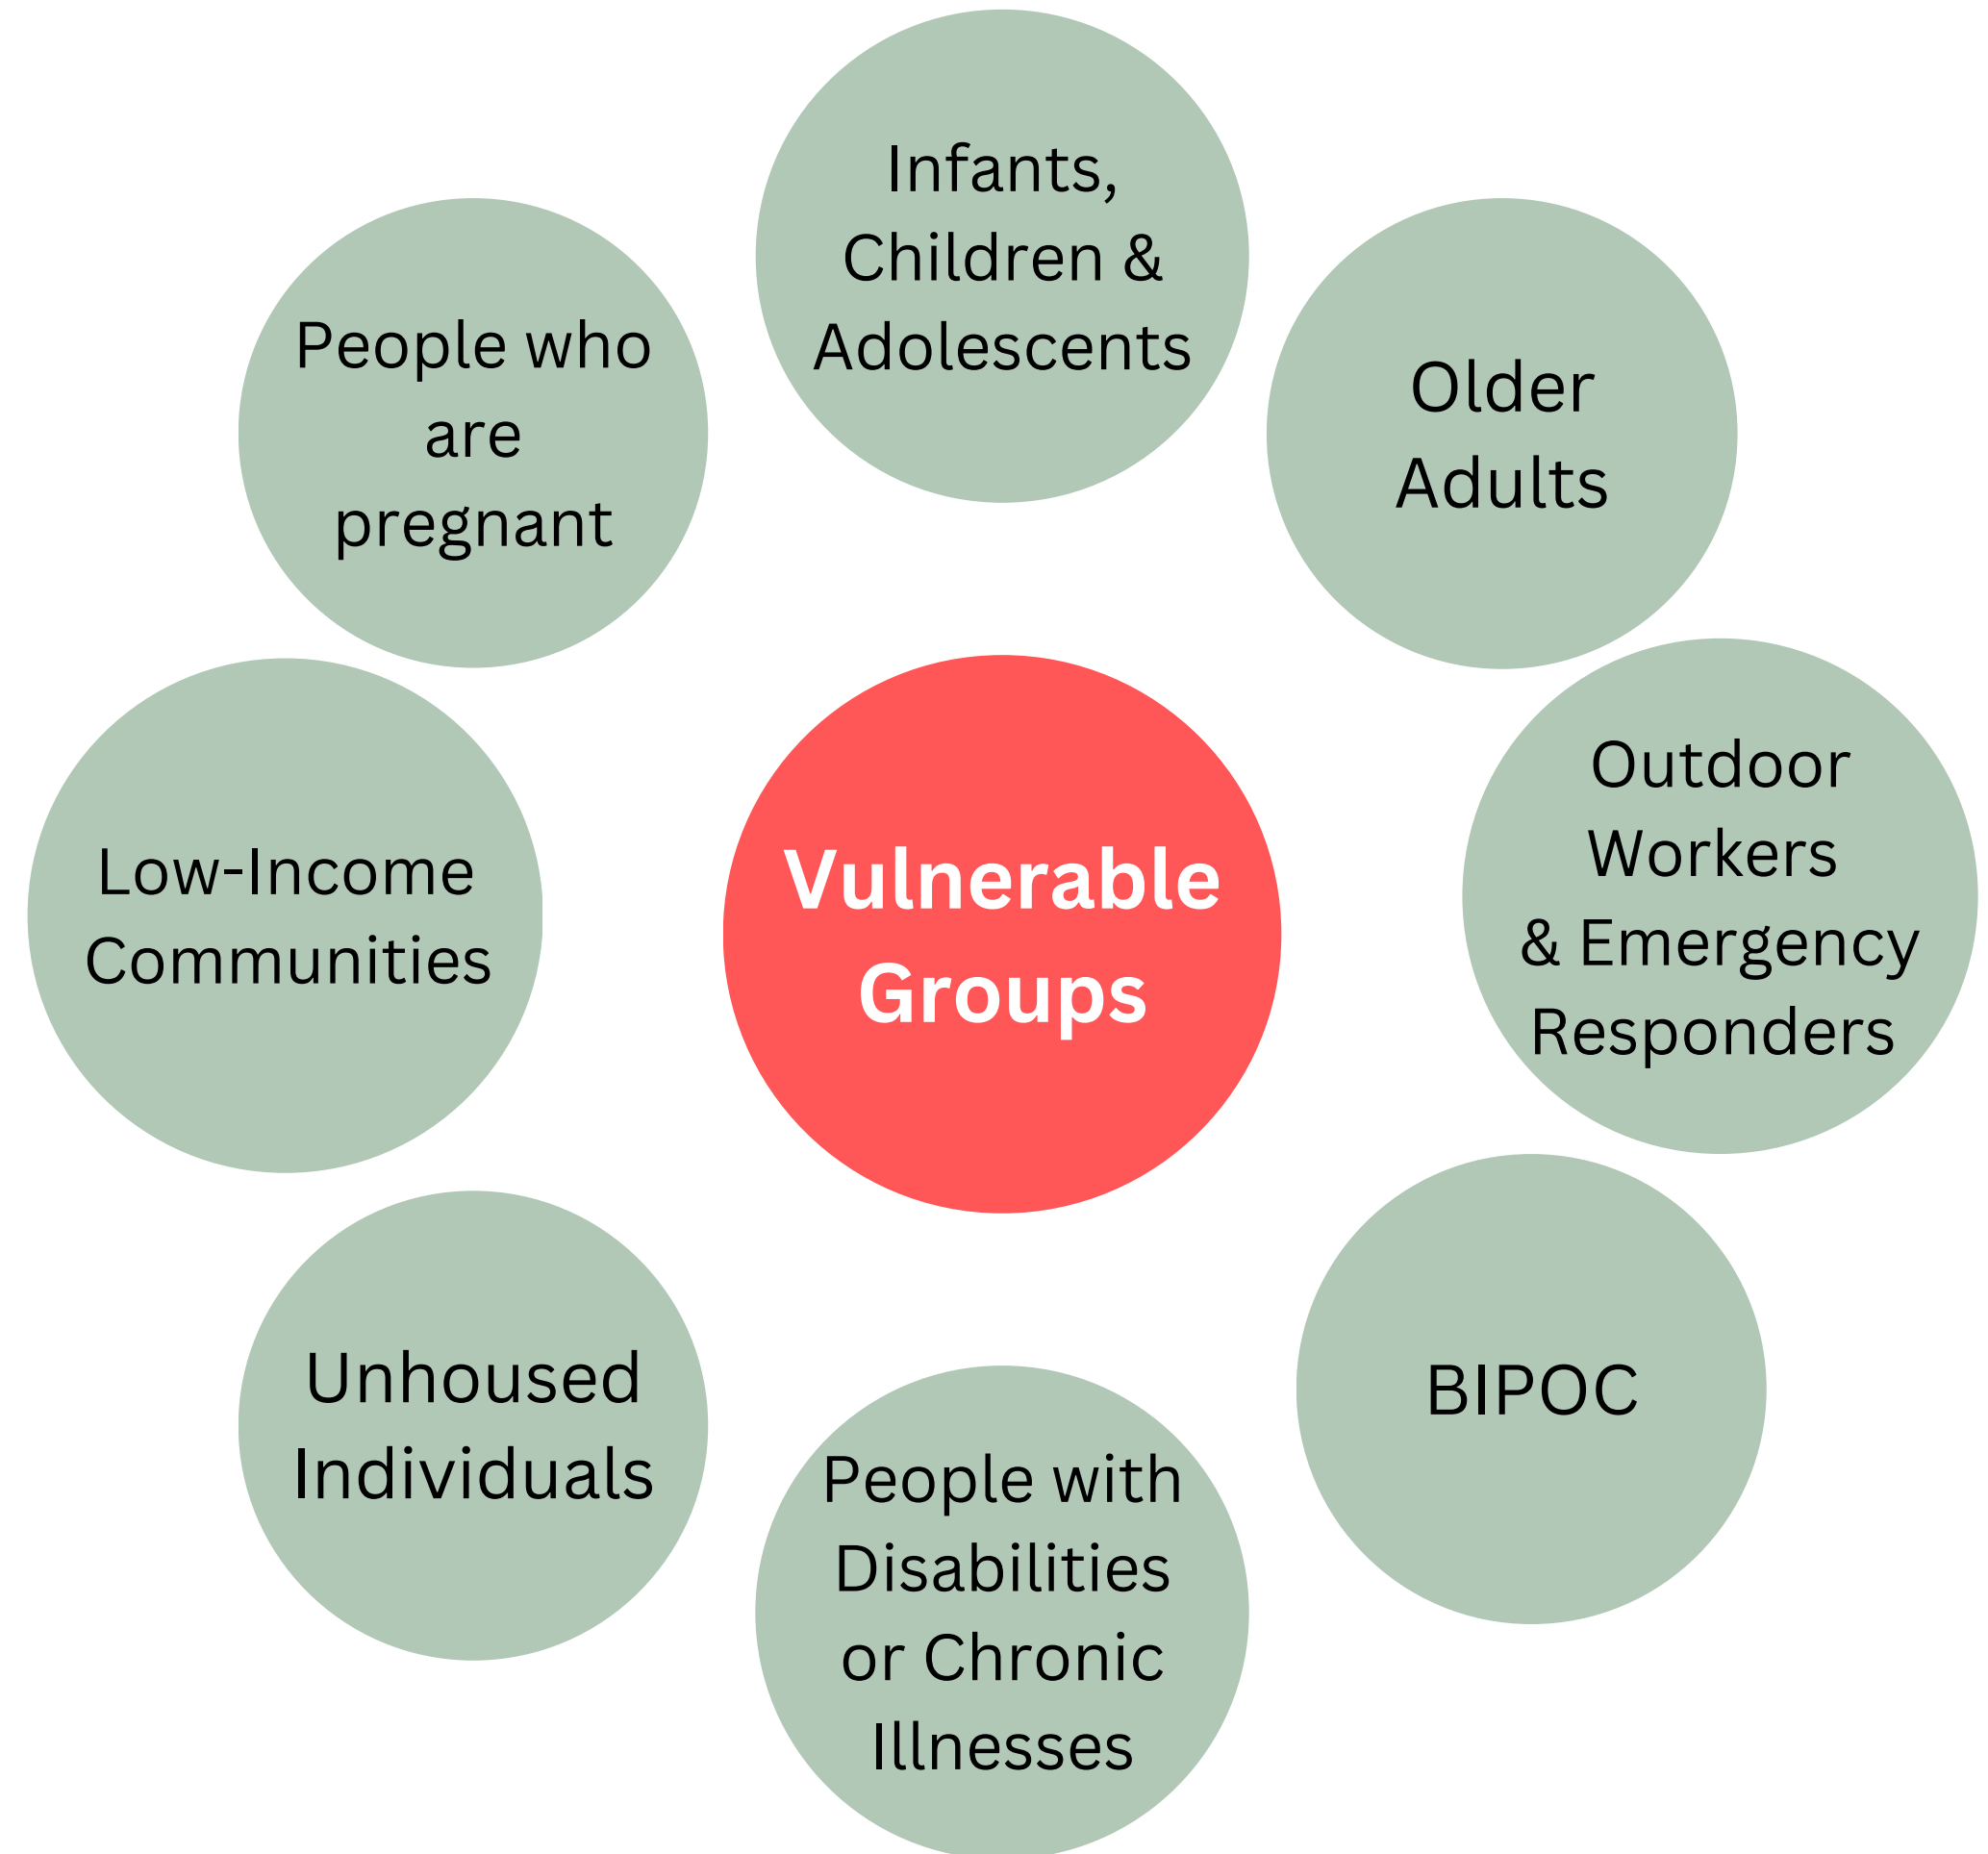 Infants,
Children &
Adolescents
Older
Adults
Outdoor
Workers
& Emergency
Responders
BIPOC
People with
Disabilities
or Chronic
Illnesses
Unhoused
Individuals
Low-Income
Communities
People who
are
pregnant
Vulnerable
Groups